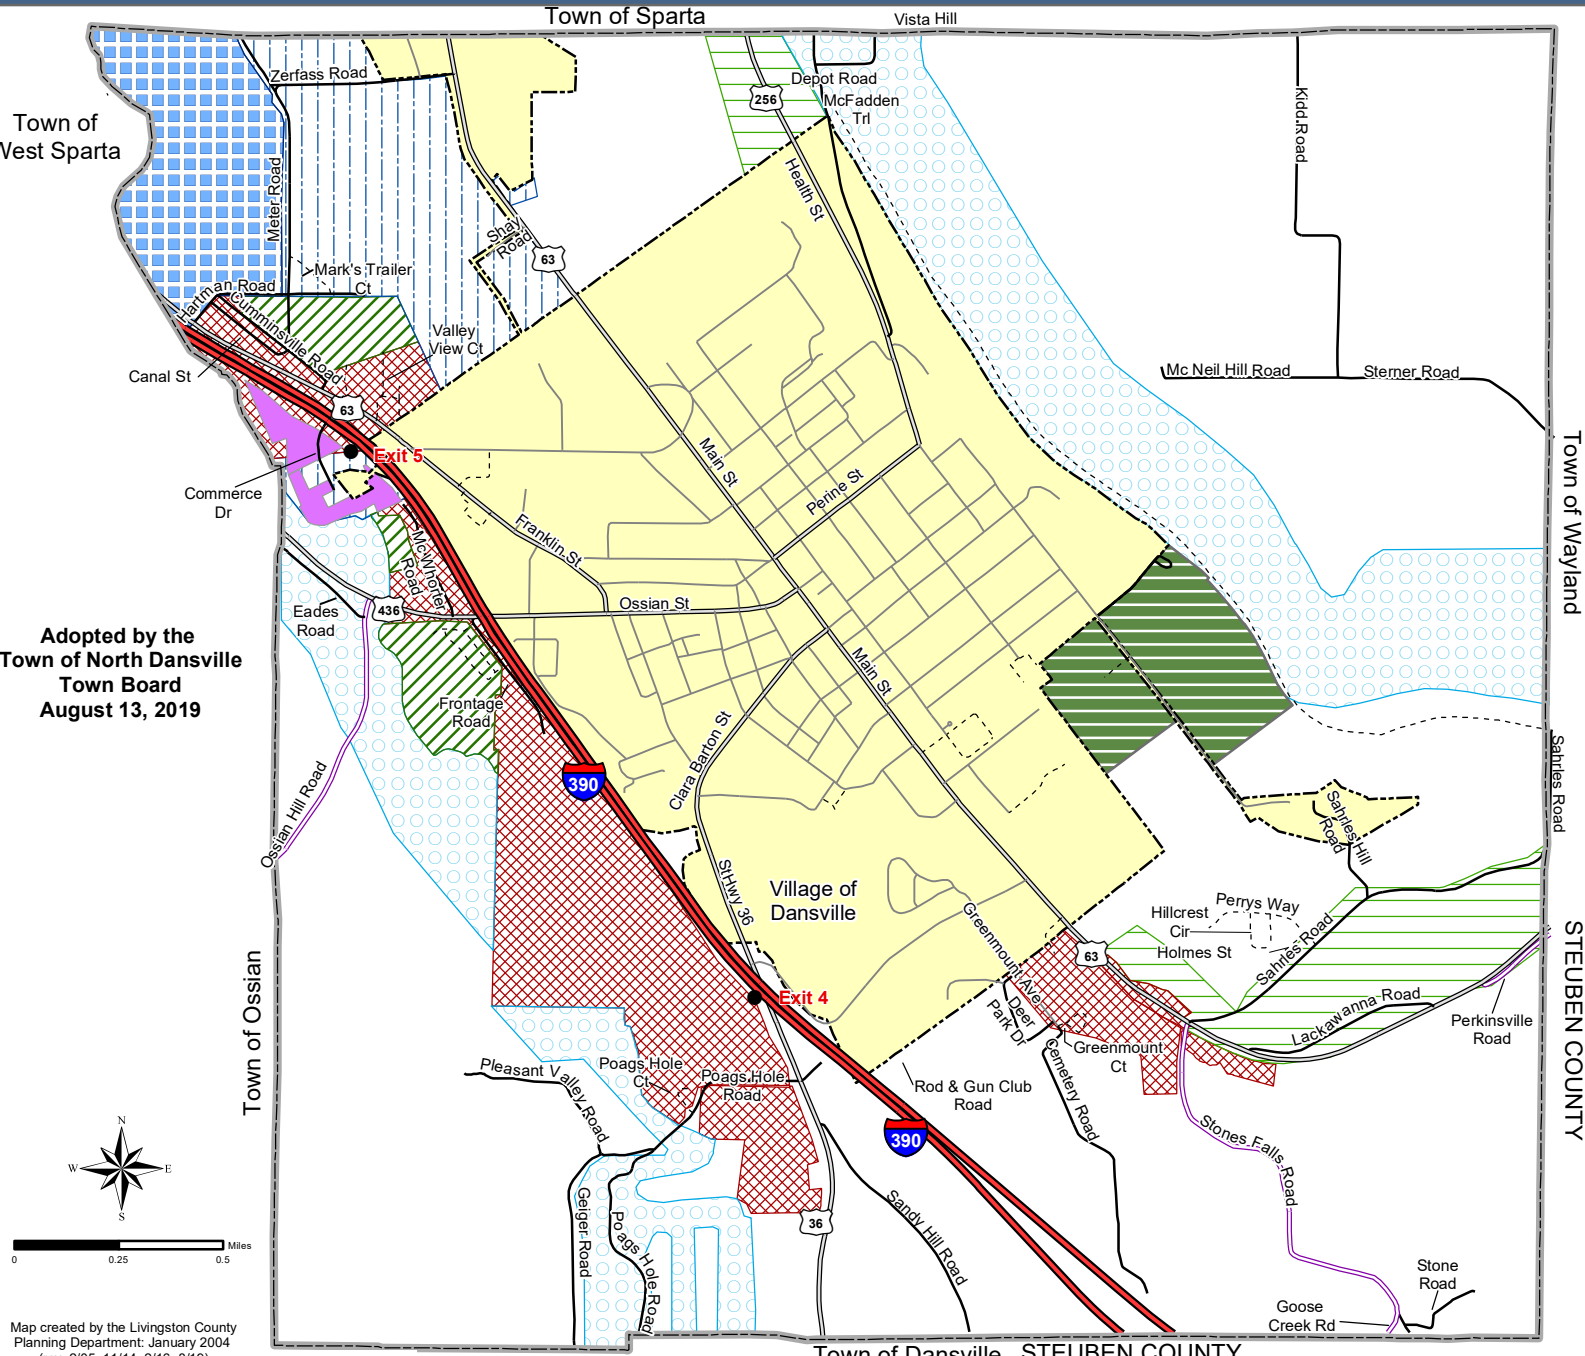 Town of Sparta
Vista Hill
Town of
West Sparta
Zerfass Road
Meter Road
Depot Road
256
McFadden
Trl
Kidd Road
Health St
Shay
Road
63
Mark's Trailer
Ct
Hartman Road
Cumminsville Road
Valley
View Ct
Canal St
63
Exit 5
Mc Neil Hill Road
Sterner Road
Town of Wayland
Main St
Perine St
Commerce
Dr
Franklin St
McWhorter
Road
Eades
Road
436
Ossian St
Adopted by the
Town of North Dansville
Town Board
August 13, 2019
Main St
Frontage
Road
Clara Barton St
390
Ossian Hill Road
Sahrles Road
Sahrles Hill
Road
St Hwy 36
Village of
Dansville
Greenmount Ave
Hillcrest
Cir
Perrys Way
Holmes St
Sahrles Road
63
STEUBEN COUNTY
Town of Ossian
Exit 4
Deer
Park Dr
Lackawanna Road
Perkinsville
Road
Greenmount
Ct
Pleasant Valley Road
Poags Hole
Ct
Poags Hole
Road
Rod & Gun Club
Road
Cemetery Road
390
Stones Falls Road
N
W
E
S
Geiger Road
Poags Hole Road
36
Sandy Hill Road
Miles
0
0.25
0.5
Stone
Road
Goose
Creek Rd
Map created by the Livingston County
Planning Department: January 2004
Town of Dansville
STEUBEN COUNTY